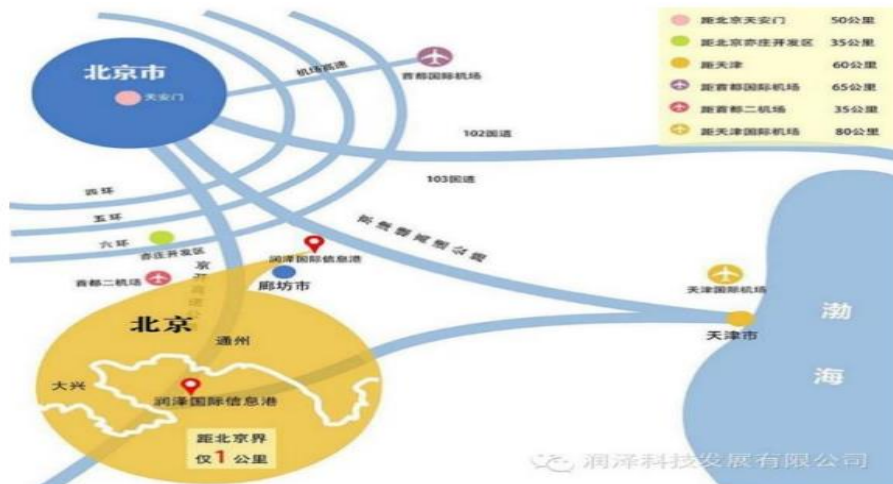 距北京天安门 50公里
距北京亦庄开发区 35公里
距天津 60公里
距首都国际机场 65公里
距首都二机场 35公里
距天津国际机场 80公里
北京市
天安门
机场高速
首都国际机场
102国道
103国道
四环
五环
六环
亦庄开发区
首都二机场
润泽国际信息港
廊坊市
天津国际机场
天津市
渤
海
北京
通州
大兴
润泽国际信息港
距北京界
仅1公里
润泽科技发展有限公司